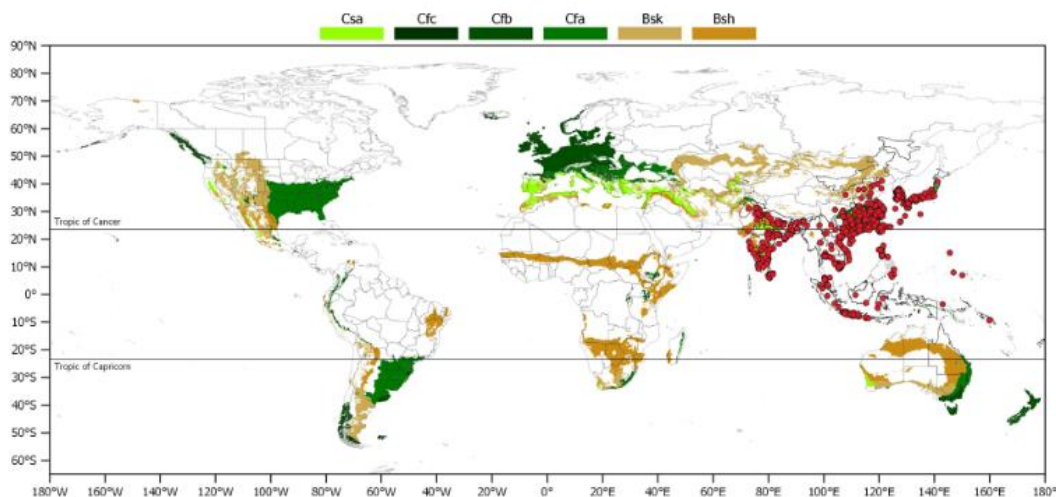 Csa Cfc Cfb Cfa Bsk Bsh
90°N
80°N
70°N
60°N
50°N
40°N
30°N
Tropic of Cancer
20°N
10°N
0°
10°S
20°S
Tropic of Capricorn
30°S
40°S
50°S
60°S
180°W 160°W 140°W 120°W 100°W 80°W 60°W 40°W 20°W 0° 20°E 40°E 60°E 80°E 100°E 120°E 140°E 160°E 180°E